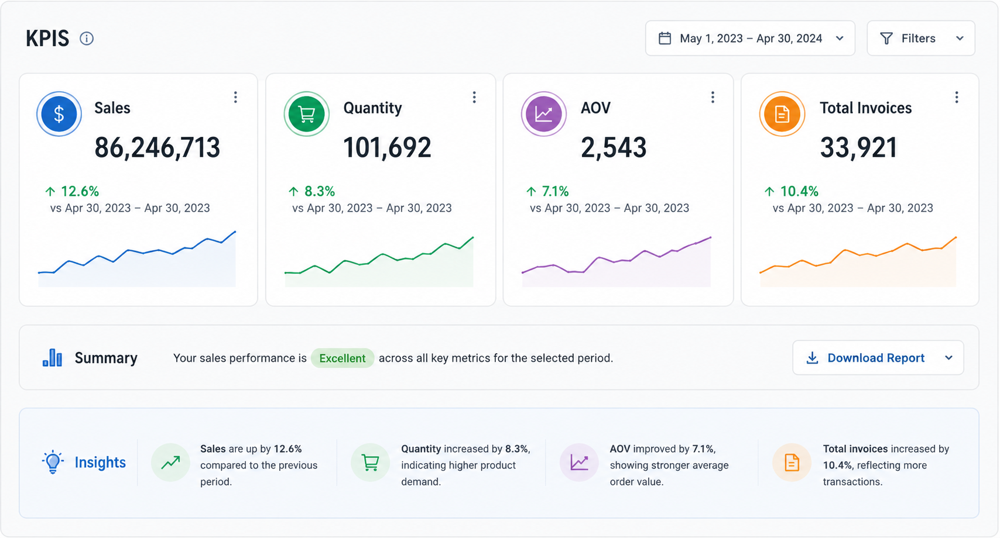 KPIS
May 1, 2023 – Apr 30, 2024
Filters
Sales
86,246,713
↑ 12.6%
vs Apr 30, 2023 – Apr 30, 2023
Quantity
101,692
↑ 8.3%
vs Apr 30, 2023 – Apr 30, 2023
AOV
2,543
↑ 7.1%
vs Apr 30, 2023 – Apr 30, 2023
Total Invoices
33,921
↑ 10.4%
vs Apr 30, 2023 – Apr 30, 2023
Summary
Your sales performance is Excellent across all key metrics for the selected period.
Download Report
Insights
Sales are up by 12.6%
compared to the previous
period.
Quantity increased by 8.3%,
indicating higher product
demand.
AOV improved by 7.1%,
showing stronger average
order value.
Total invoices increased by
10.4%, reflecting more
transactions.